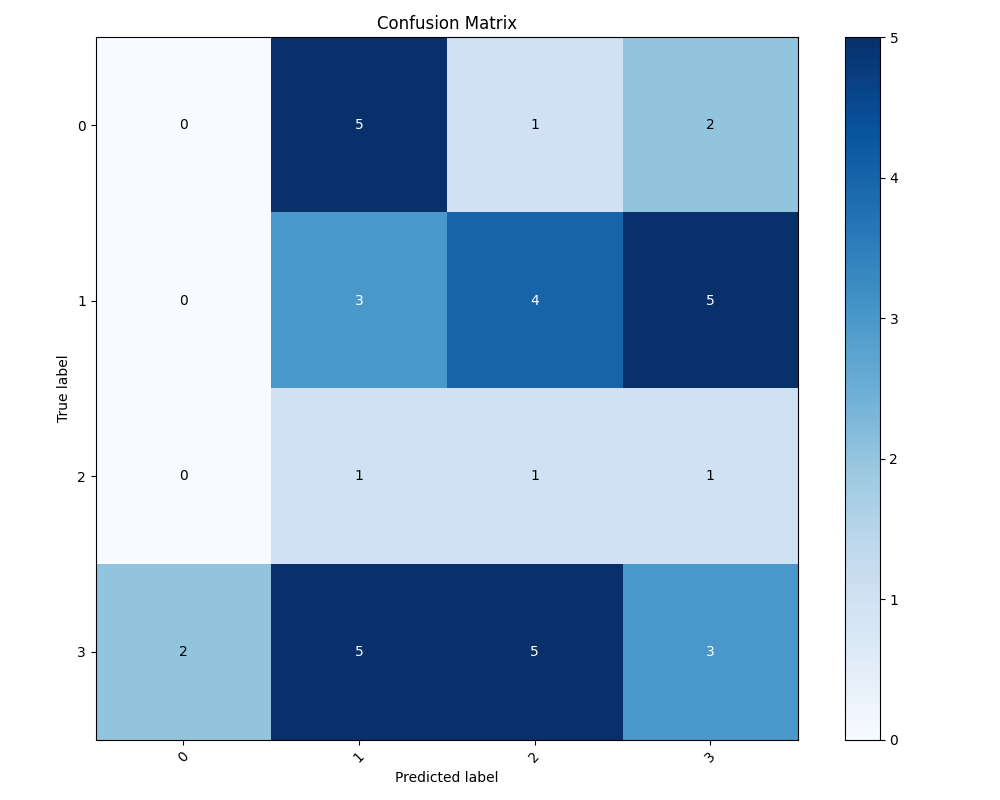 Confusion Matrix
0 0 5 1 2
1 0 3 4 5
2 0 1 1 1
3 2 5 5 3
0 1 2 3
Predicted label
True label
5
4
3
2
1
0